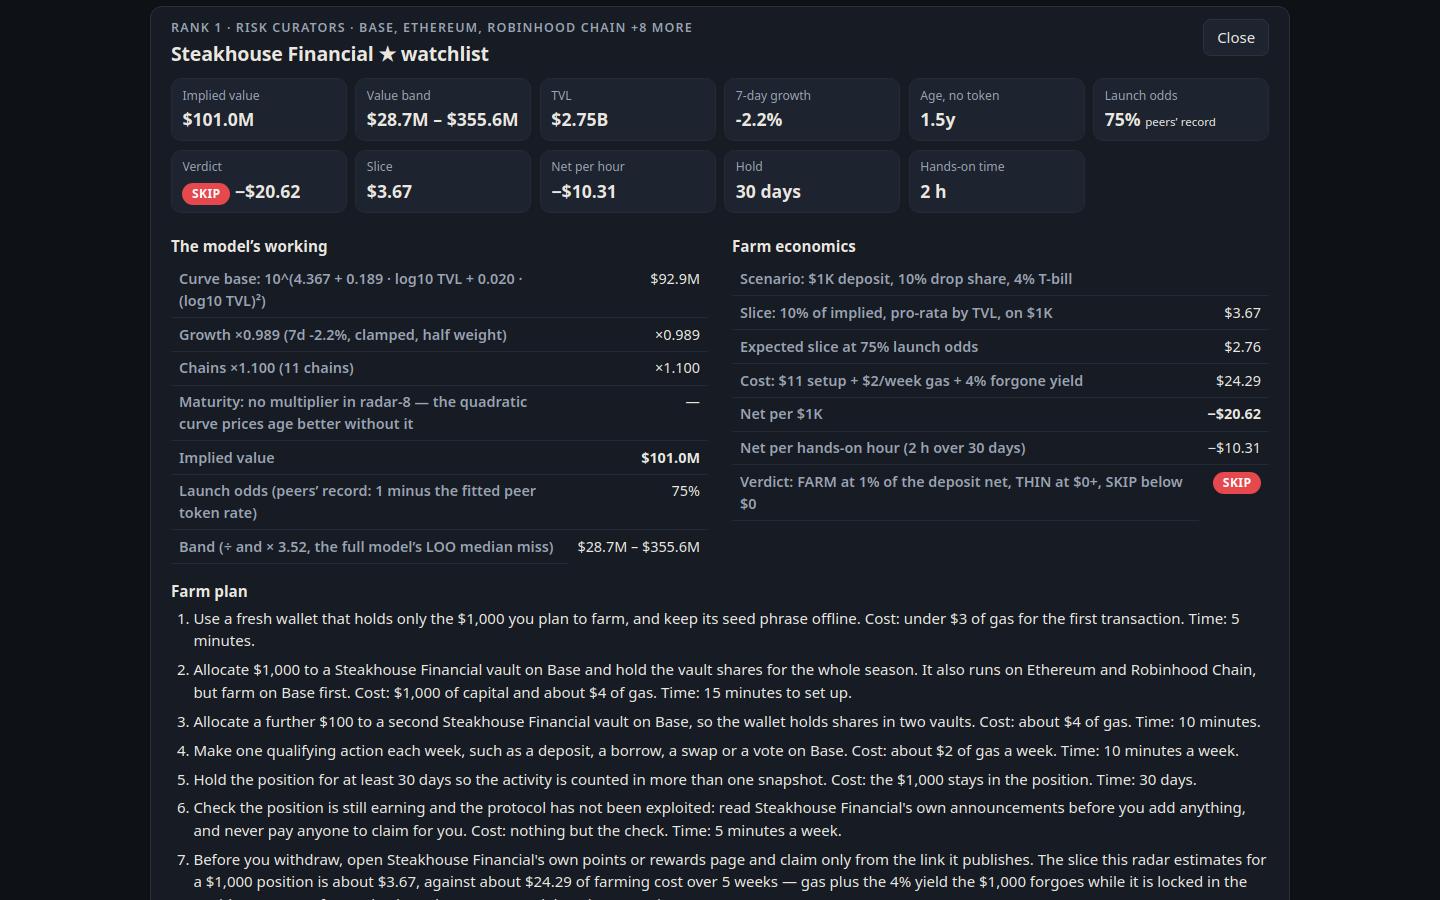 RANK 1 · RISK CURATORS · BASE, ETHEREUM, ROBINHOOD CHAIN +8 MORE
Close
Steakhouse Financial ★ watchlist
Implied value
$101.0M
Value band
$28.7M – $355.6M
TVL
$2.75B
7-day growth
-2.2%
Age, no token
1.5y
Launch odds
75% peers’ record
Verdict
SKIP −$20.62
Slice
$3.67
Net per hour
−$10.31
Hold
30 days
Hands-on time
2 h
The model’s working
Curve base: 10^(4.367 + 0.189 · log10 TVL + 0.020 ·
(log10 TVL)²)
$92.9M
Growth ×0.989 (7d -2.2%, clamped, half weight)
×0.989
Chains ×1.100 (11 chains)
×1.100
Maturity: no multiplier in radar-8 — the quadratic
curve prices age better without it
—
Implied value
$101.0M
Launch odds (peers’ record: 1 minus the fitted peer
token rate)
75%
Band (÷ and × 3.52, the full model’s LOO median miss)
$28.7M – $355.6M
Farm economics
Scenario: $1K deposit, 10% drop share, 4% T-bill
Slice: 10% of implied, pro-rata by TVL, on $1K
$3.67
Expected slice at 75% launch odds
$2.76
Cost: $11 setup + $2/week gas + 4% forgone yield
$24.29
Net per $1K
−$20.62
Net per hands-on hour (2 h over 30 days)
−$10.31
Verdict: FARM at 1% of the deposit net, THIN at $0+, SKIP below
$0
SKIP
Farm plan
1. Use a fresh wallet that holds only the $1,000 you plan to farm, and keep its seed phrase offline. Cost: under $3 of gas for the first transaction. Time: 5
minutes.
2. Allocate $1,000 to a Steakhouse Financial vault on Base and hold the vault shares for the whole season. It also runs on Ethereum and Robinhood Chain,
but farm on Base first. Cost: $1,000 of capital and about $4 of gas. Time: 15 minutes to set up.
3. Allocate a further $100 to a second Steakhouse Financial vault on Base, so the wallet holds shares in two vaults. Cost: about $4 of gas. Time: 10 minutes.
4. Make one qualifying action each week, such as a deposit, a borrow, a swap or a vote on Base. Cost: about $2 of gas a week. Time: 10 minutes a week.
5. Hold the position for at least 30 days so the activity is counted in more than one snapshot. Cost: the $1,000 stays in the position. Time: 30 days.
6. Check the position is still earning and the protocol has not been exploited: read Steakhouse Financial's own announcements before you add anything,
and never pay anyone to claim for you. Cost: nothing but the check. Time: 5 minutes a week.
7. Before you withdraw, open Steakhouse Financial's own points or rewards page and claim only from the link it publishes. The slice this radar estimates for
a $1,000 position is about $3.67, against about $24.29 of farming cost over 5 weeks — gas plus the 4% yield the $1,000 forgoes while it is locked in the